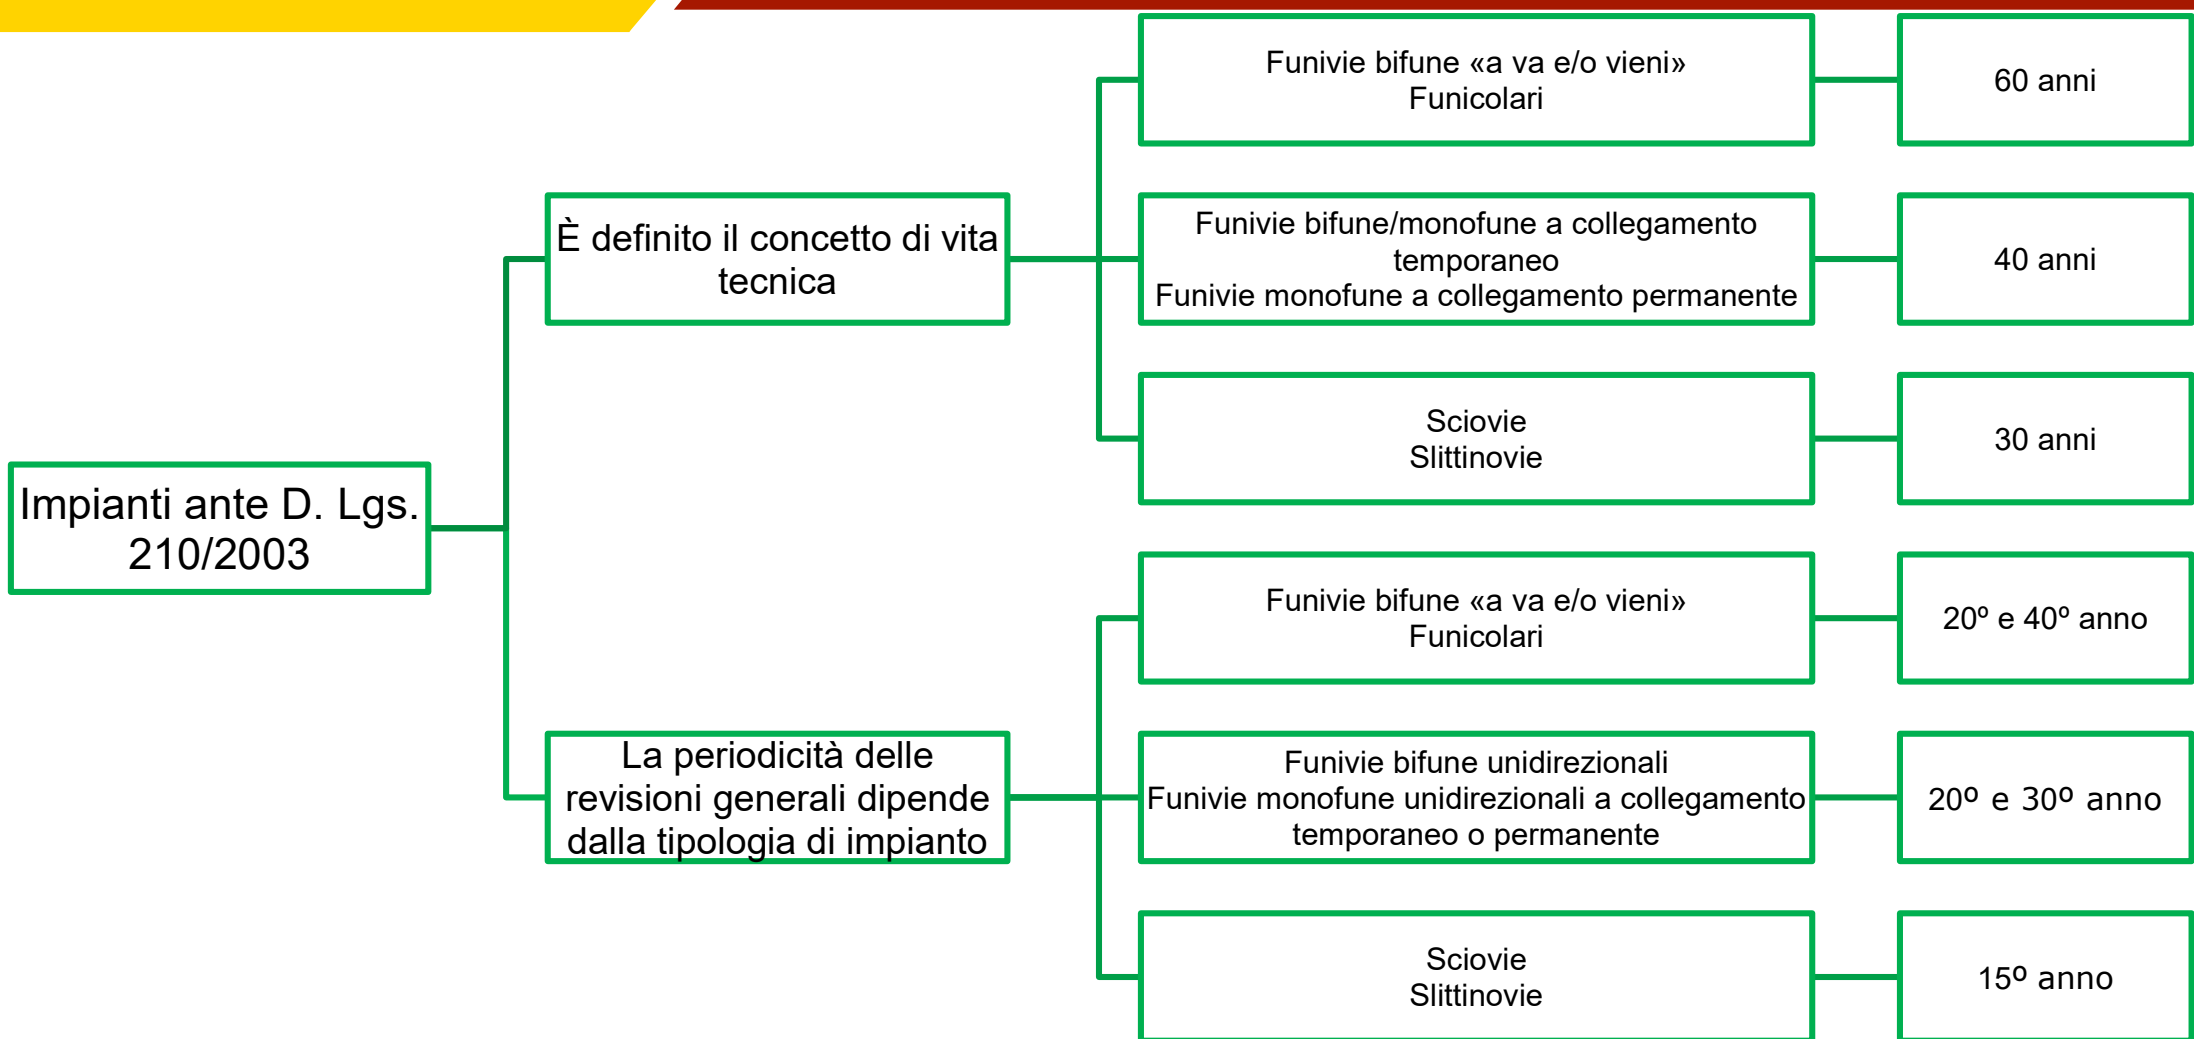 Impianti ante D. Lgs.
210/2003
È definito il concetto di vita
tecnica
Funivie bifune «a va e/o vieni»
Funicolari
60 anni
Funivie bifune/monofune a collegamento
temporaneo
Funivie monofune a collegamento permanente
40 anni
Sciovie
Slittinovie
30 anni
La periodicità delle
revisioni generali dipende
dalla tipologia di impianto
Funivie bifune «a va e/o vieni»
Funicolari
20º e 40º anno
Funivie bifune unidirezionali
Funivie monofune unidirezionali a collegamento
temporaneo o permanente
20º e 30º anno
Sciovie
Slittinovie
15º anno